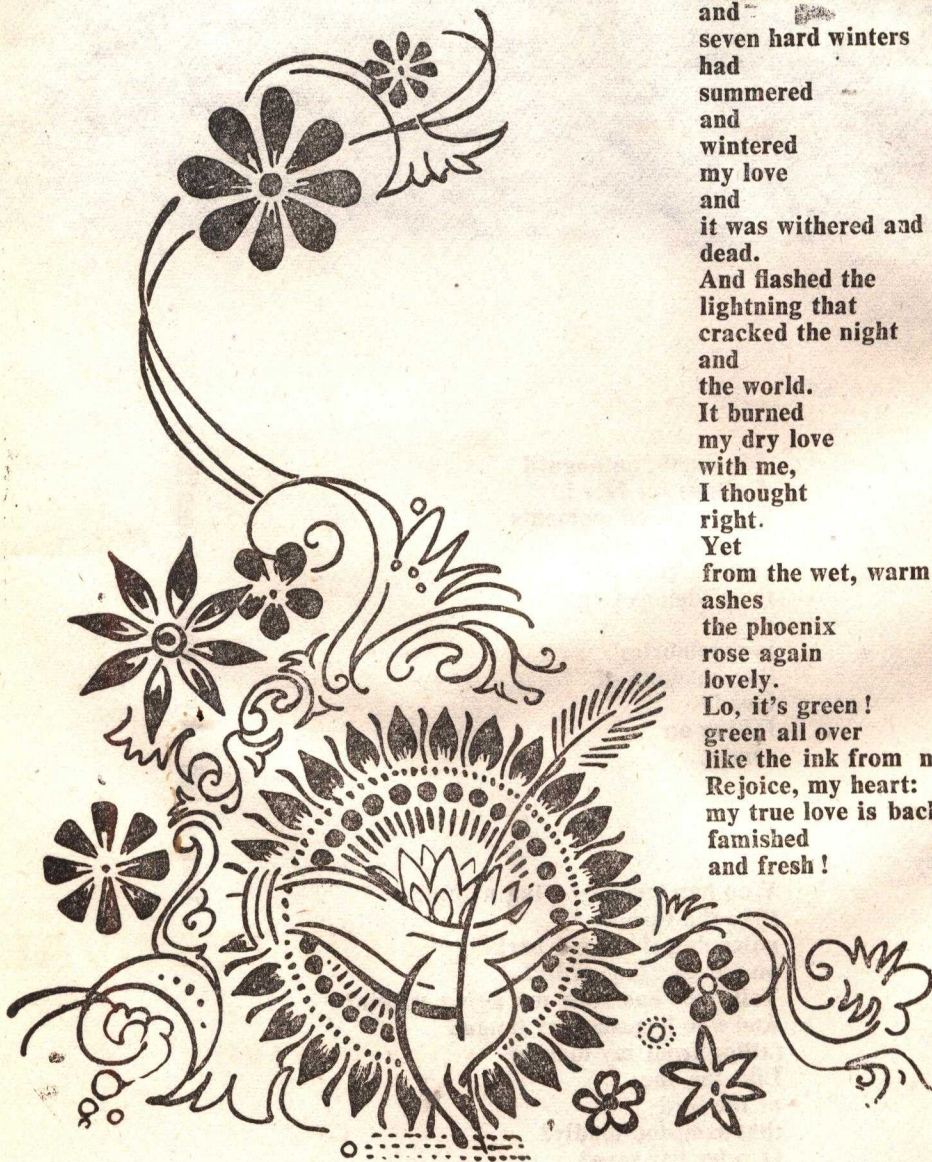 and
seven hard winters
had
summered
and
wintered
my love
and
it was withered and
dead.
And flashed the
lightning that
cracked the night
and
the world.
It burned
my dry love
with me,
I thought
right.
Yet
from the wet, warm
ashes
the phoenix
rose again
lovely.
Lo, it's green !
green all over
like the ink from
Rejoice, my heart:
my true love is back
famished
and fresh !